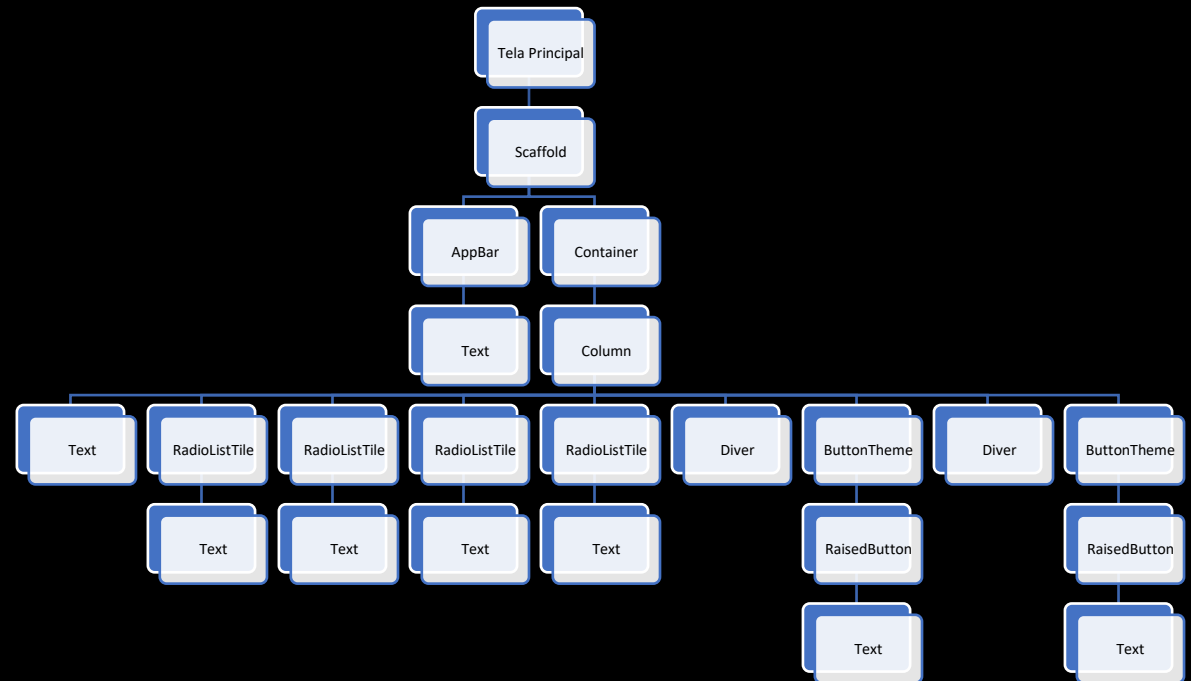 Tela Principal
Scaffold
AppBar
Container
Text
Column
Text
RadioListTile
RadioListTile
RadioListTile
RadioListTile
Diver
ButtonTheme
Diver
ButtonTheme
Text
Text
Text
Text
RaisedButton
RaisedButton
Text
Text